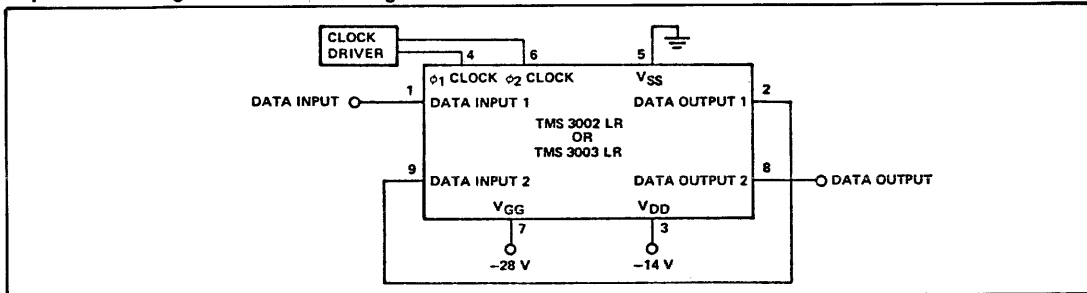 CLOCK
DRIVER
4
6
5
φ1 CLOCK φ2 CLOCK
VSS
DATA INPUT
1
DATA INPUT 1
DATA OUTPUT 1
2
TMS 3002 LR
OR
TMS 3003 LR
9
DATA INPUT 2
DATA OUTPUT 2
8
DATA OUTPUT
VGG
VDD
7
3
−28 V
−14 V